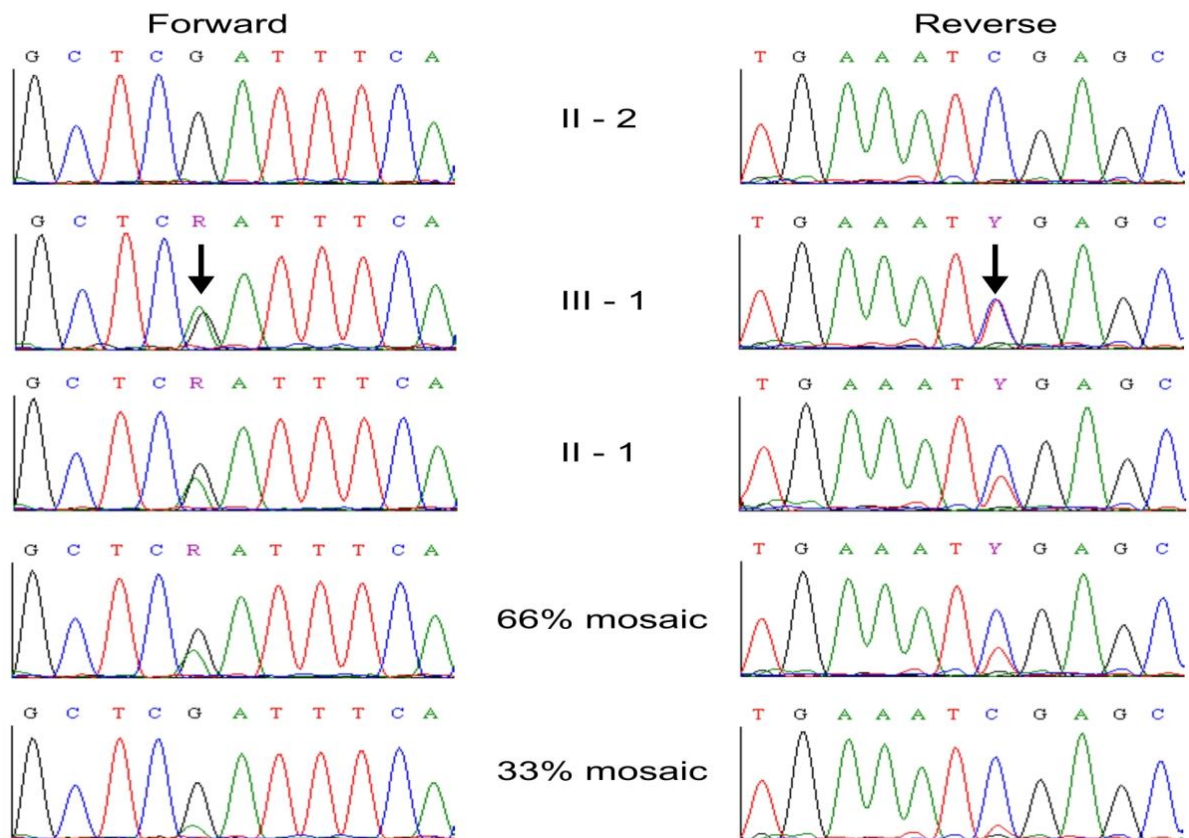 Forward Reverse
G C T C G A T T T C A T G A A A T C G A G C
II - 2
G C T C R A T T T C A T G A A A T Y G A G C
III - 1
G C T C R A T T T C A T G A A A T Y G A G C
II - 1
G C T C R A T T T C A T G A A A T Y G A G C
66% mosaic
G C T C G A T T T C A T G A A A T C G A G C
33% mosaic